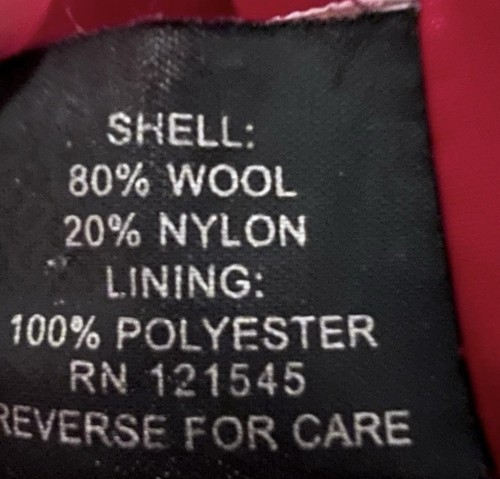 SHELL:
80% WOOL
20% NYLON
LINING:
100% POLYESTER
RN 121545
REVERSE FOR CARE